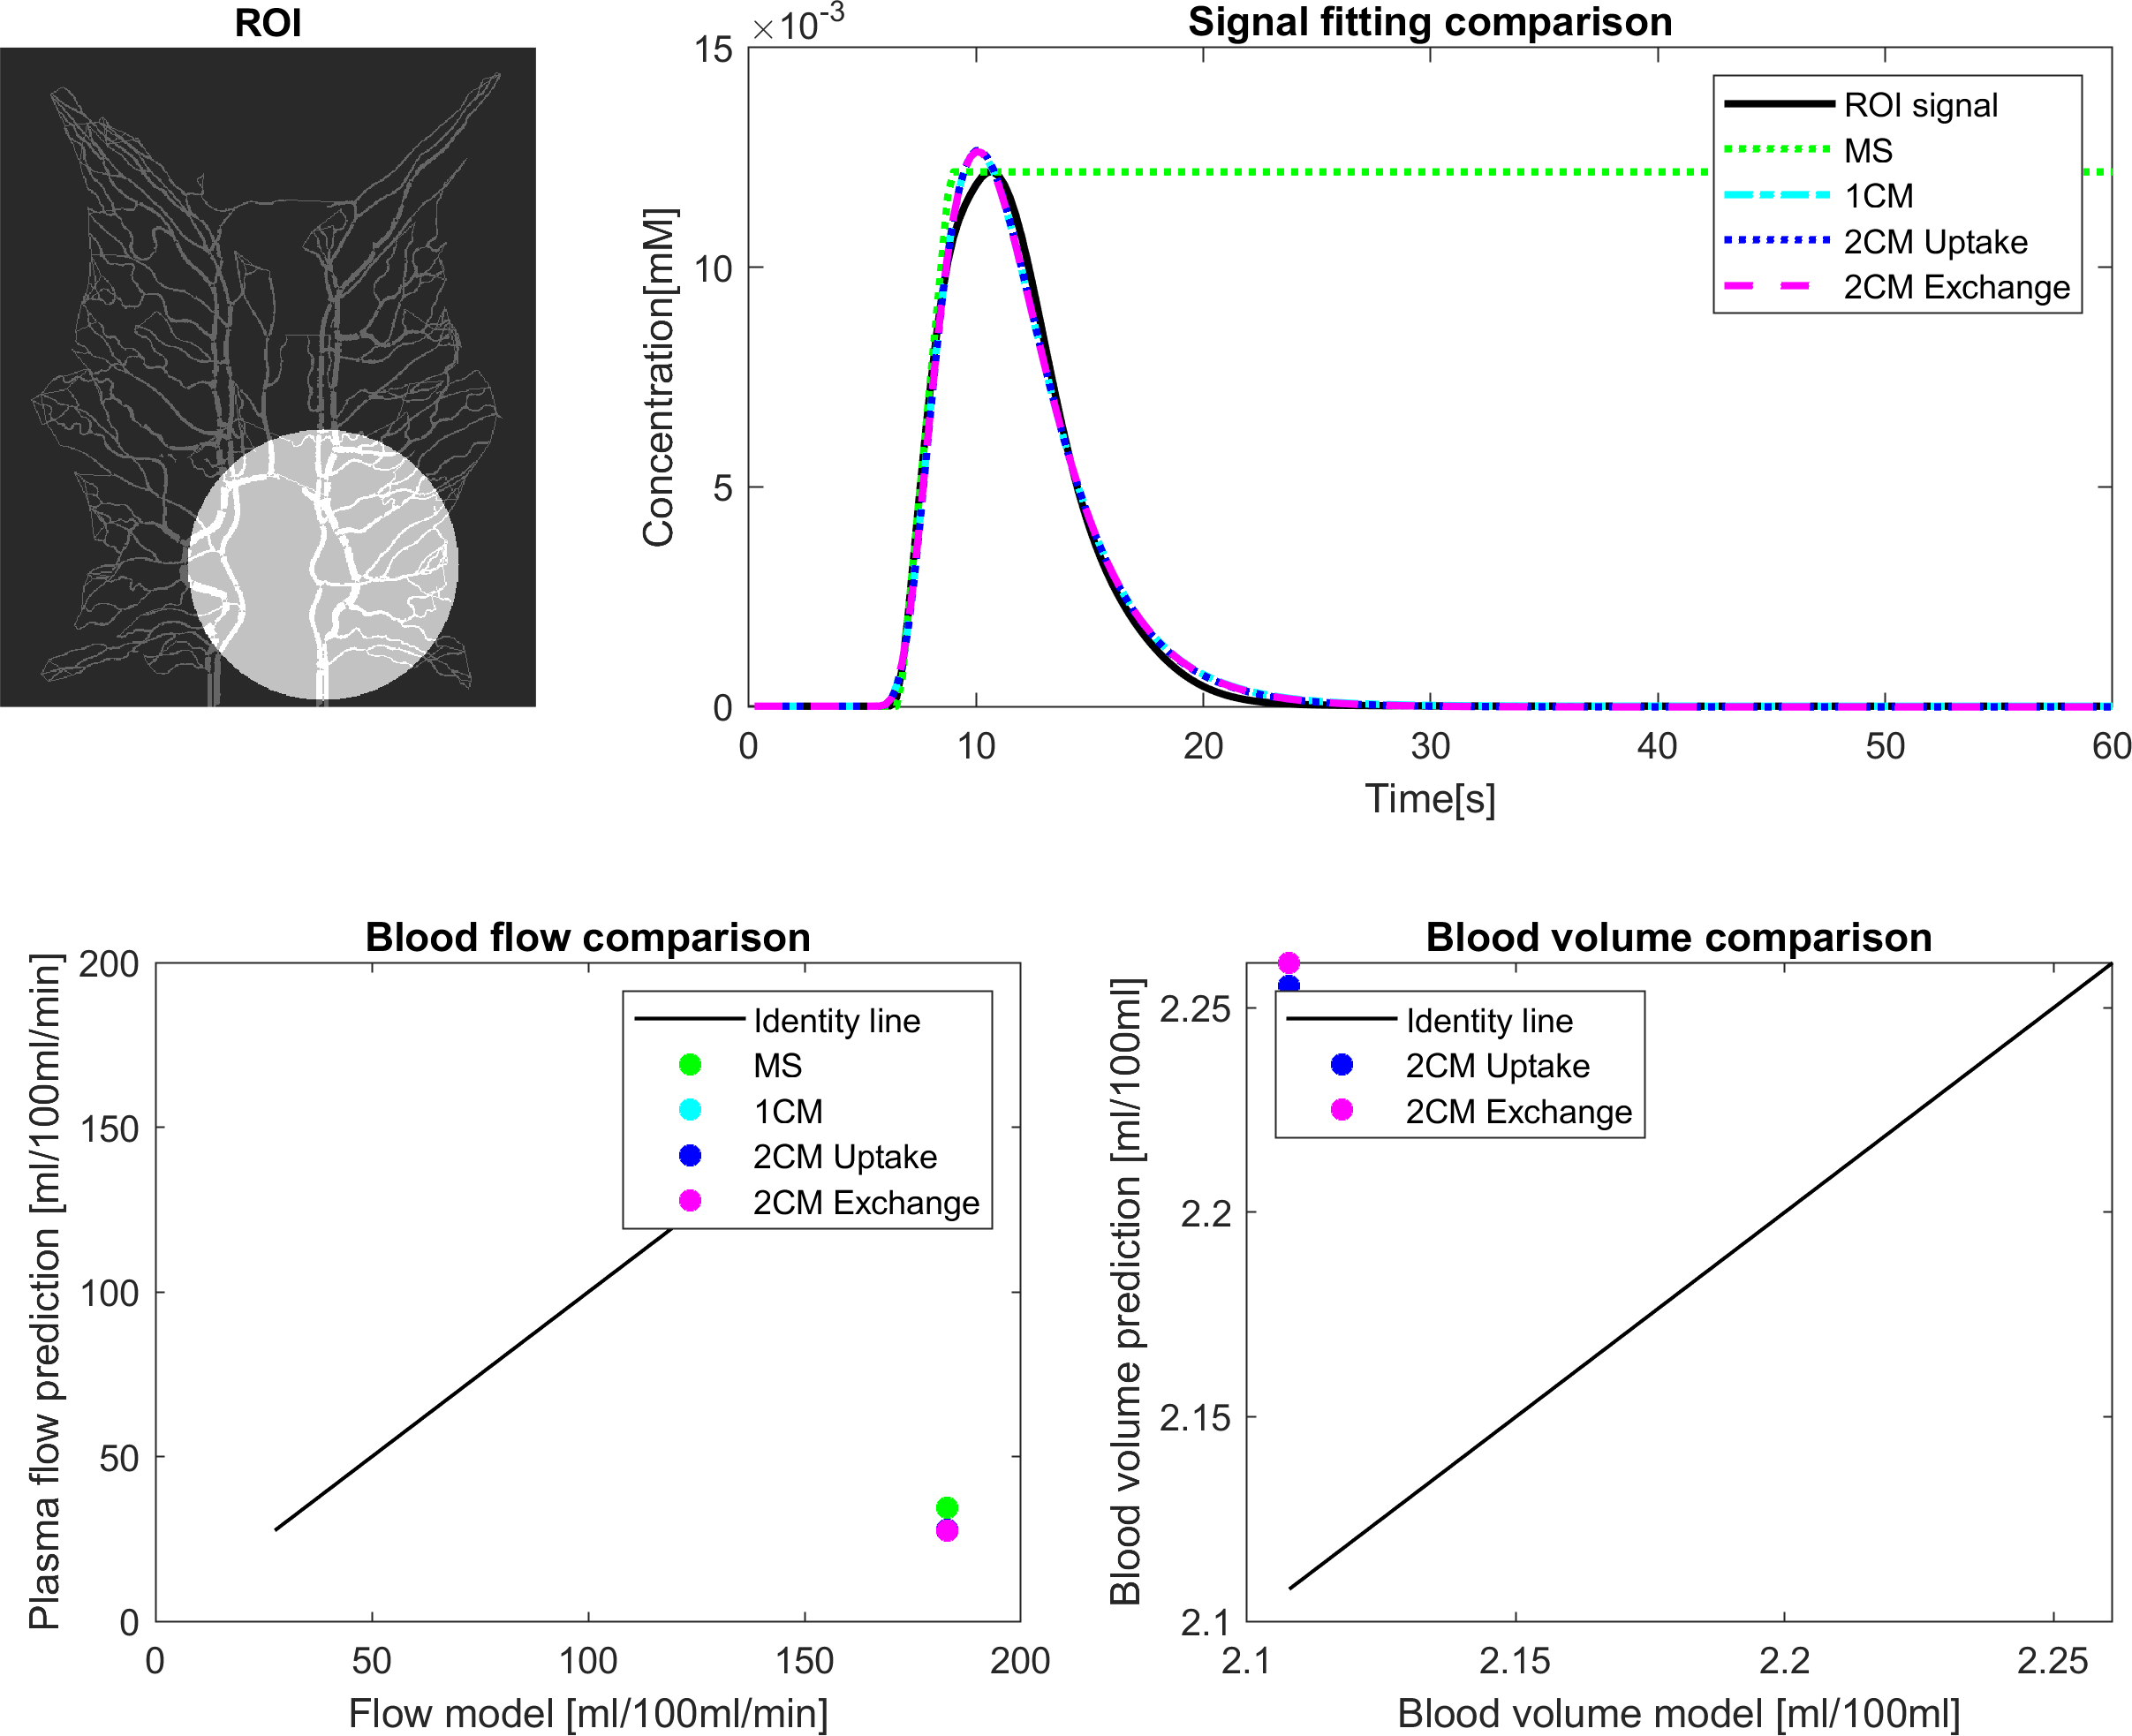 ROI
Signal fitting comparison
×10-3
15
10
5
0
Concentration[mM]
0 10 20 30 40 50 60
Time[s]
ROI signal
MS
1CM
2CM Uptake
2CM Exchange
Blood flow comparison
200
150
100
50
0
Plasma flow prediction [ml/100ml/min]
0 50 100 150 200
Flow model [ml/100ml/min]
Identity line
MS
1CM
2CM Uptake
2CM Exchange
Blood volume comparison
2.25
2.2
2.15
2.1
Blood volume prediction [ml/100ml]
2.1 2.15 2.2 2.25
Blood volume model [ml/100ml]
Identity line
2CM Uptake
2CM Exchange